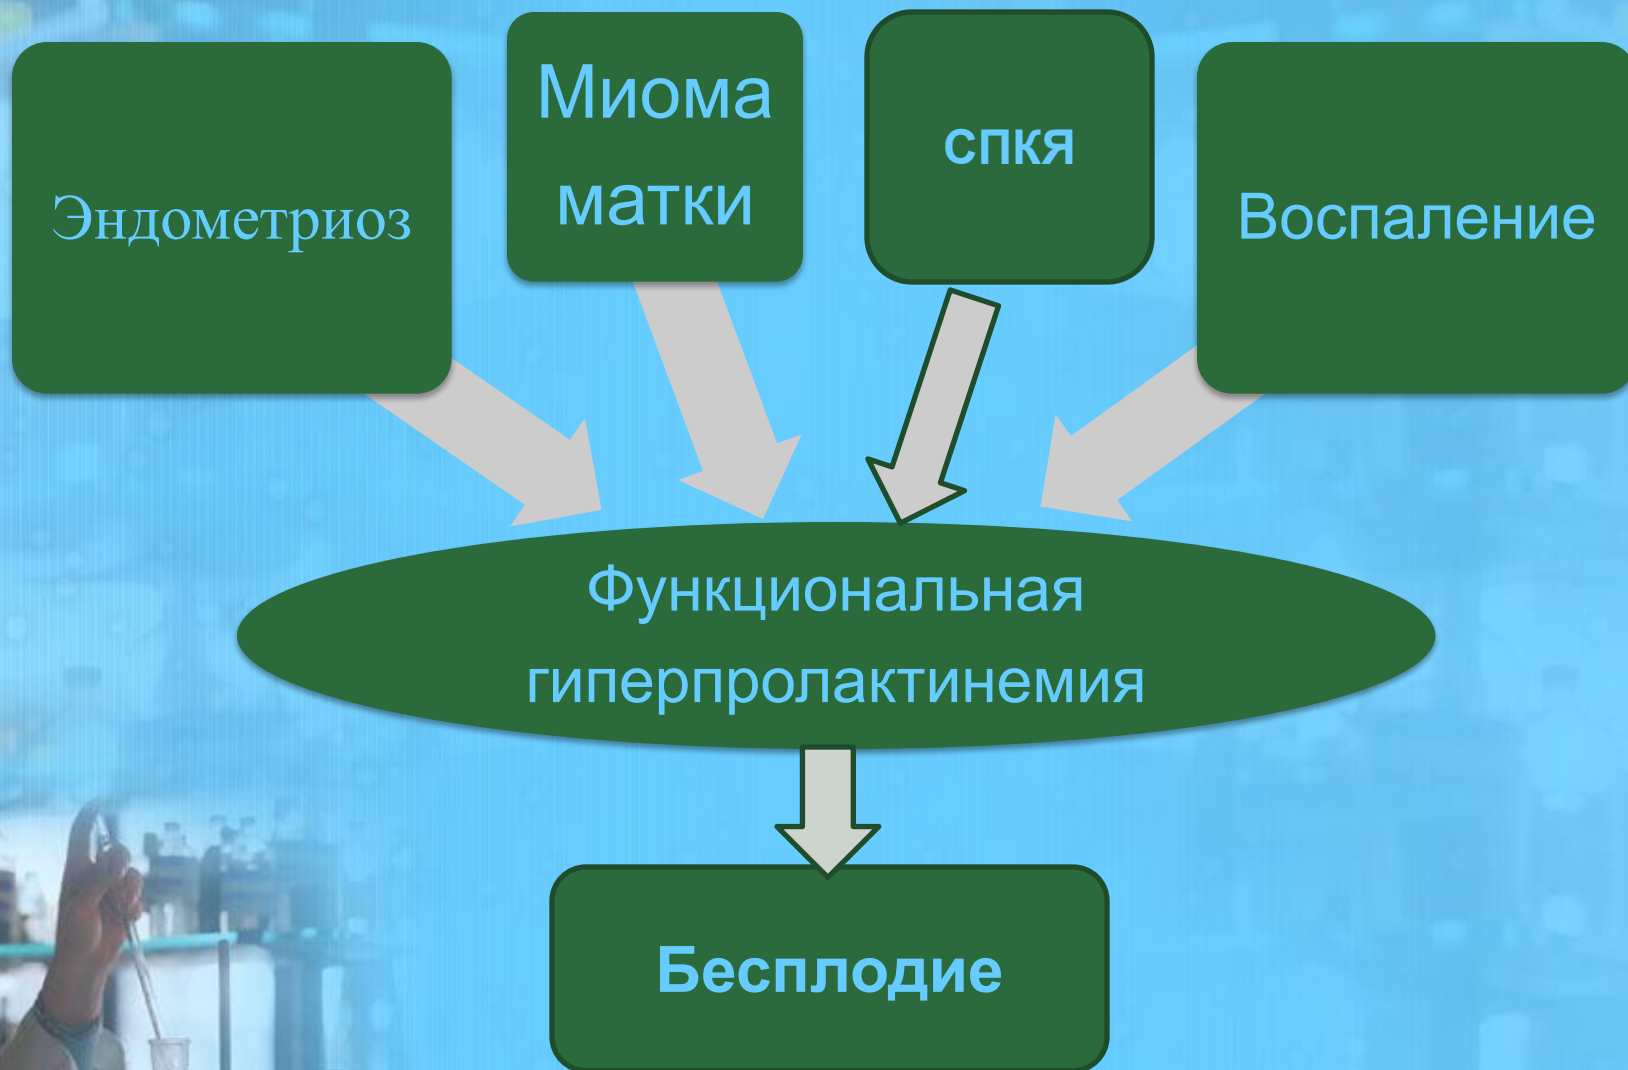 Эндометриоз
Миома
матки
спкя
Воспаление
Функциональная
гиперпролактинемия
Бесплодие